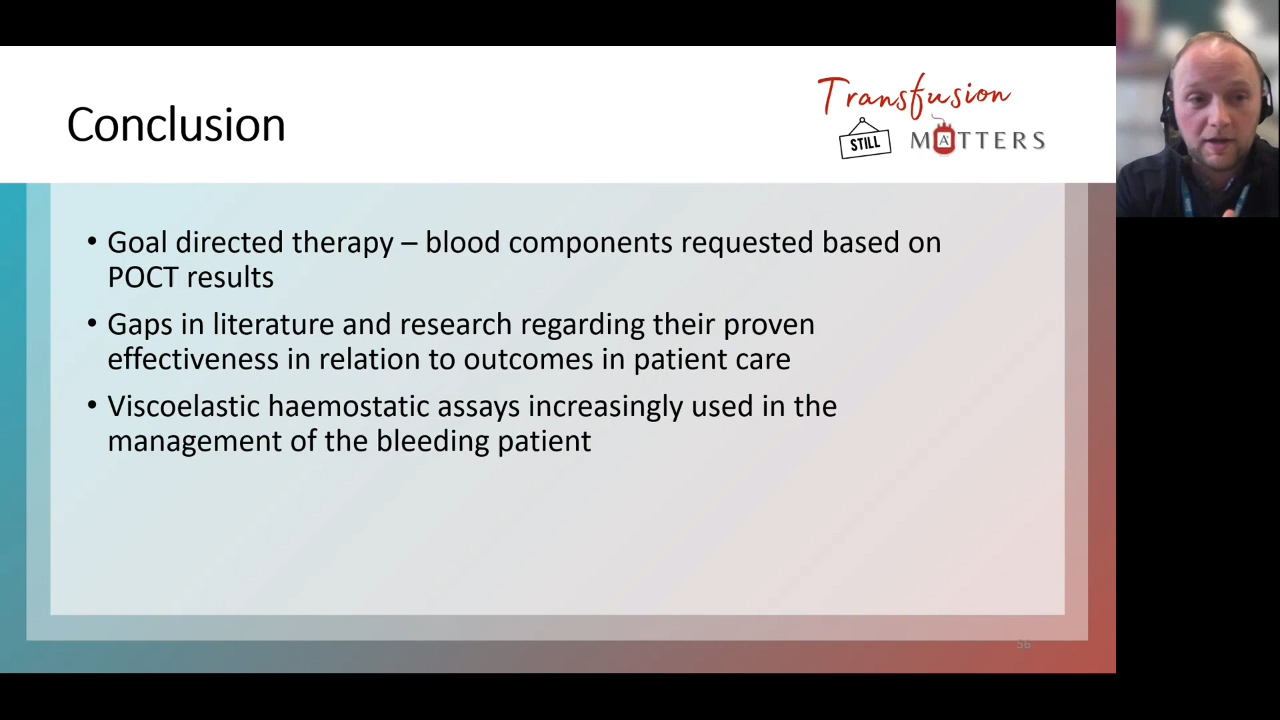 Conclusion
Transfusion
STILL
MATTERS
• Goal directed therapy – blood components requested based on
POCT results
• Gaps in literature and research regarding their proven
effectiveness in relation to outcomes in patient care
• Viscoelastic haemostatic assays increasingly used in the
management of the bleeding patient
56